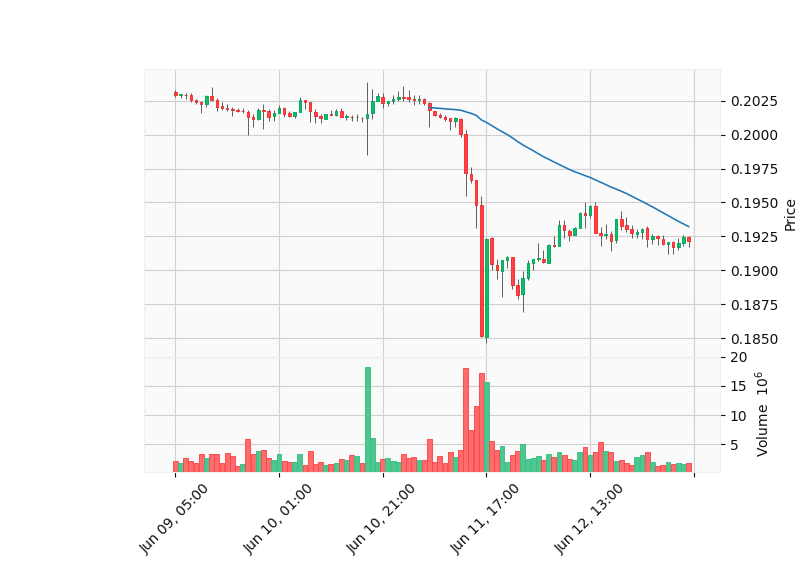 0.2025
0.2000
0.1975
0.1950
0.1925
0.1900
0.1875
0.1850
Price
20
15
10
5
Volume 10^6
Jun 09, 05:00
Jun 10, 01:00
Jun 10, 21:00
Jun 11, 17:00
Jun 12, 13:00